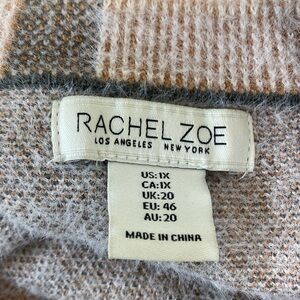 RACHEL ZOE
LOS ANGELES NEW YORK
US: 1X
CA: 1X
UK: 20
EU: 46
AU: 20
MADE IN CHINA